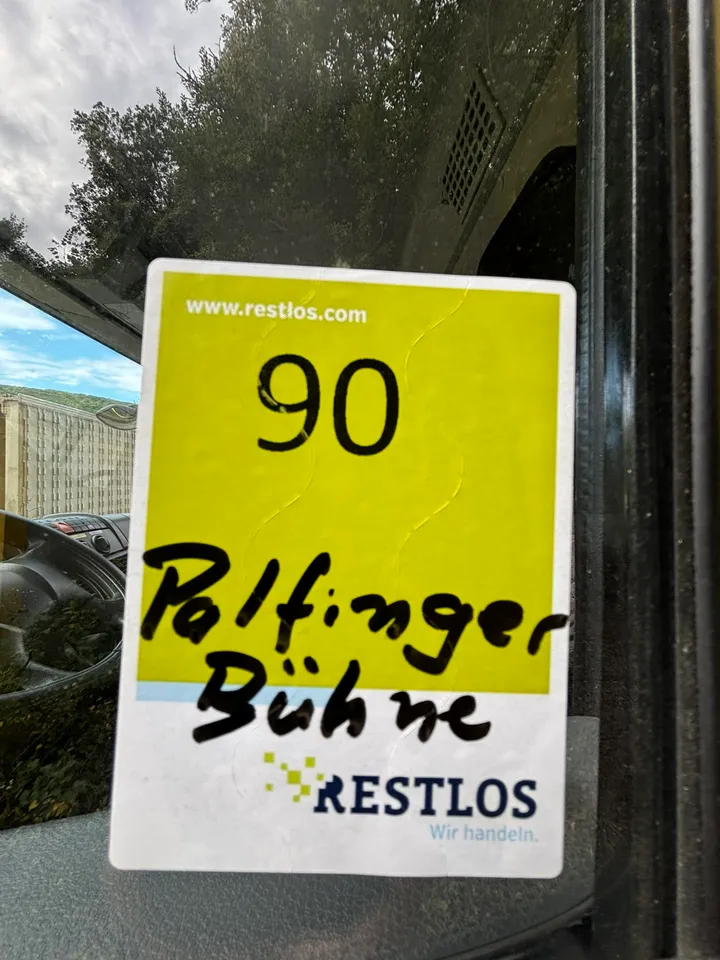 www.restlos.com
90
Palfinger
Bühne
RESTLOS
Wir handeln.